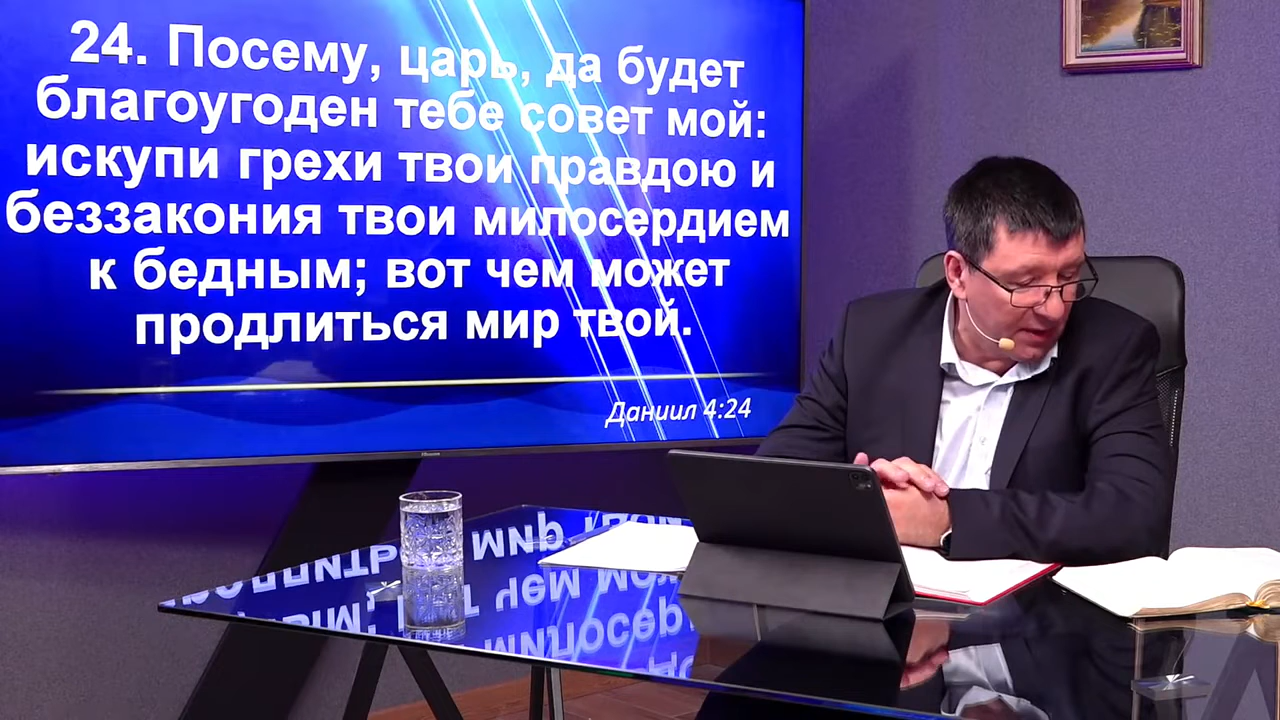 24. Посему, царь, да будет
благоугоден тебе совет мой:
искупи грехи твои правдою и
беззакония твои милосердием
к бедным; вот чем может
продлиться мир твой.
Даниил 4:24
Hisense